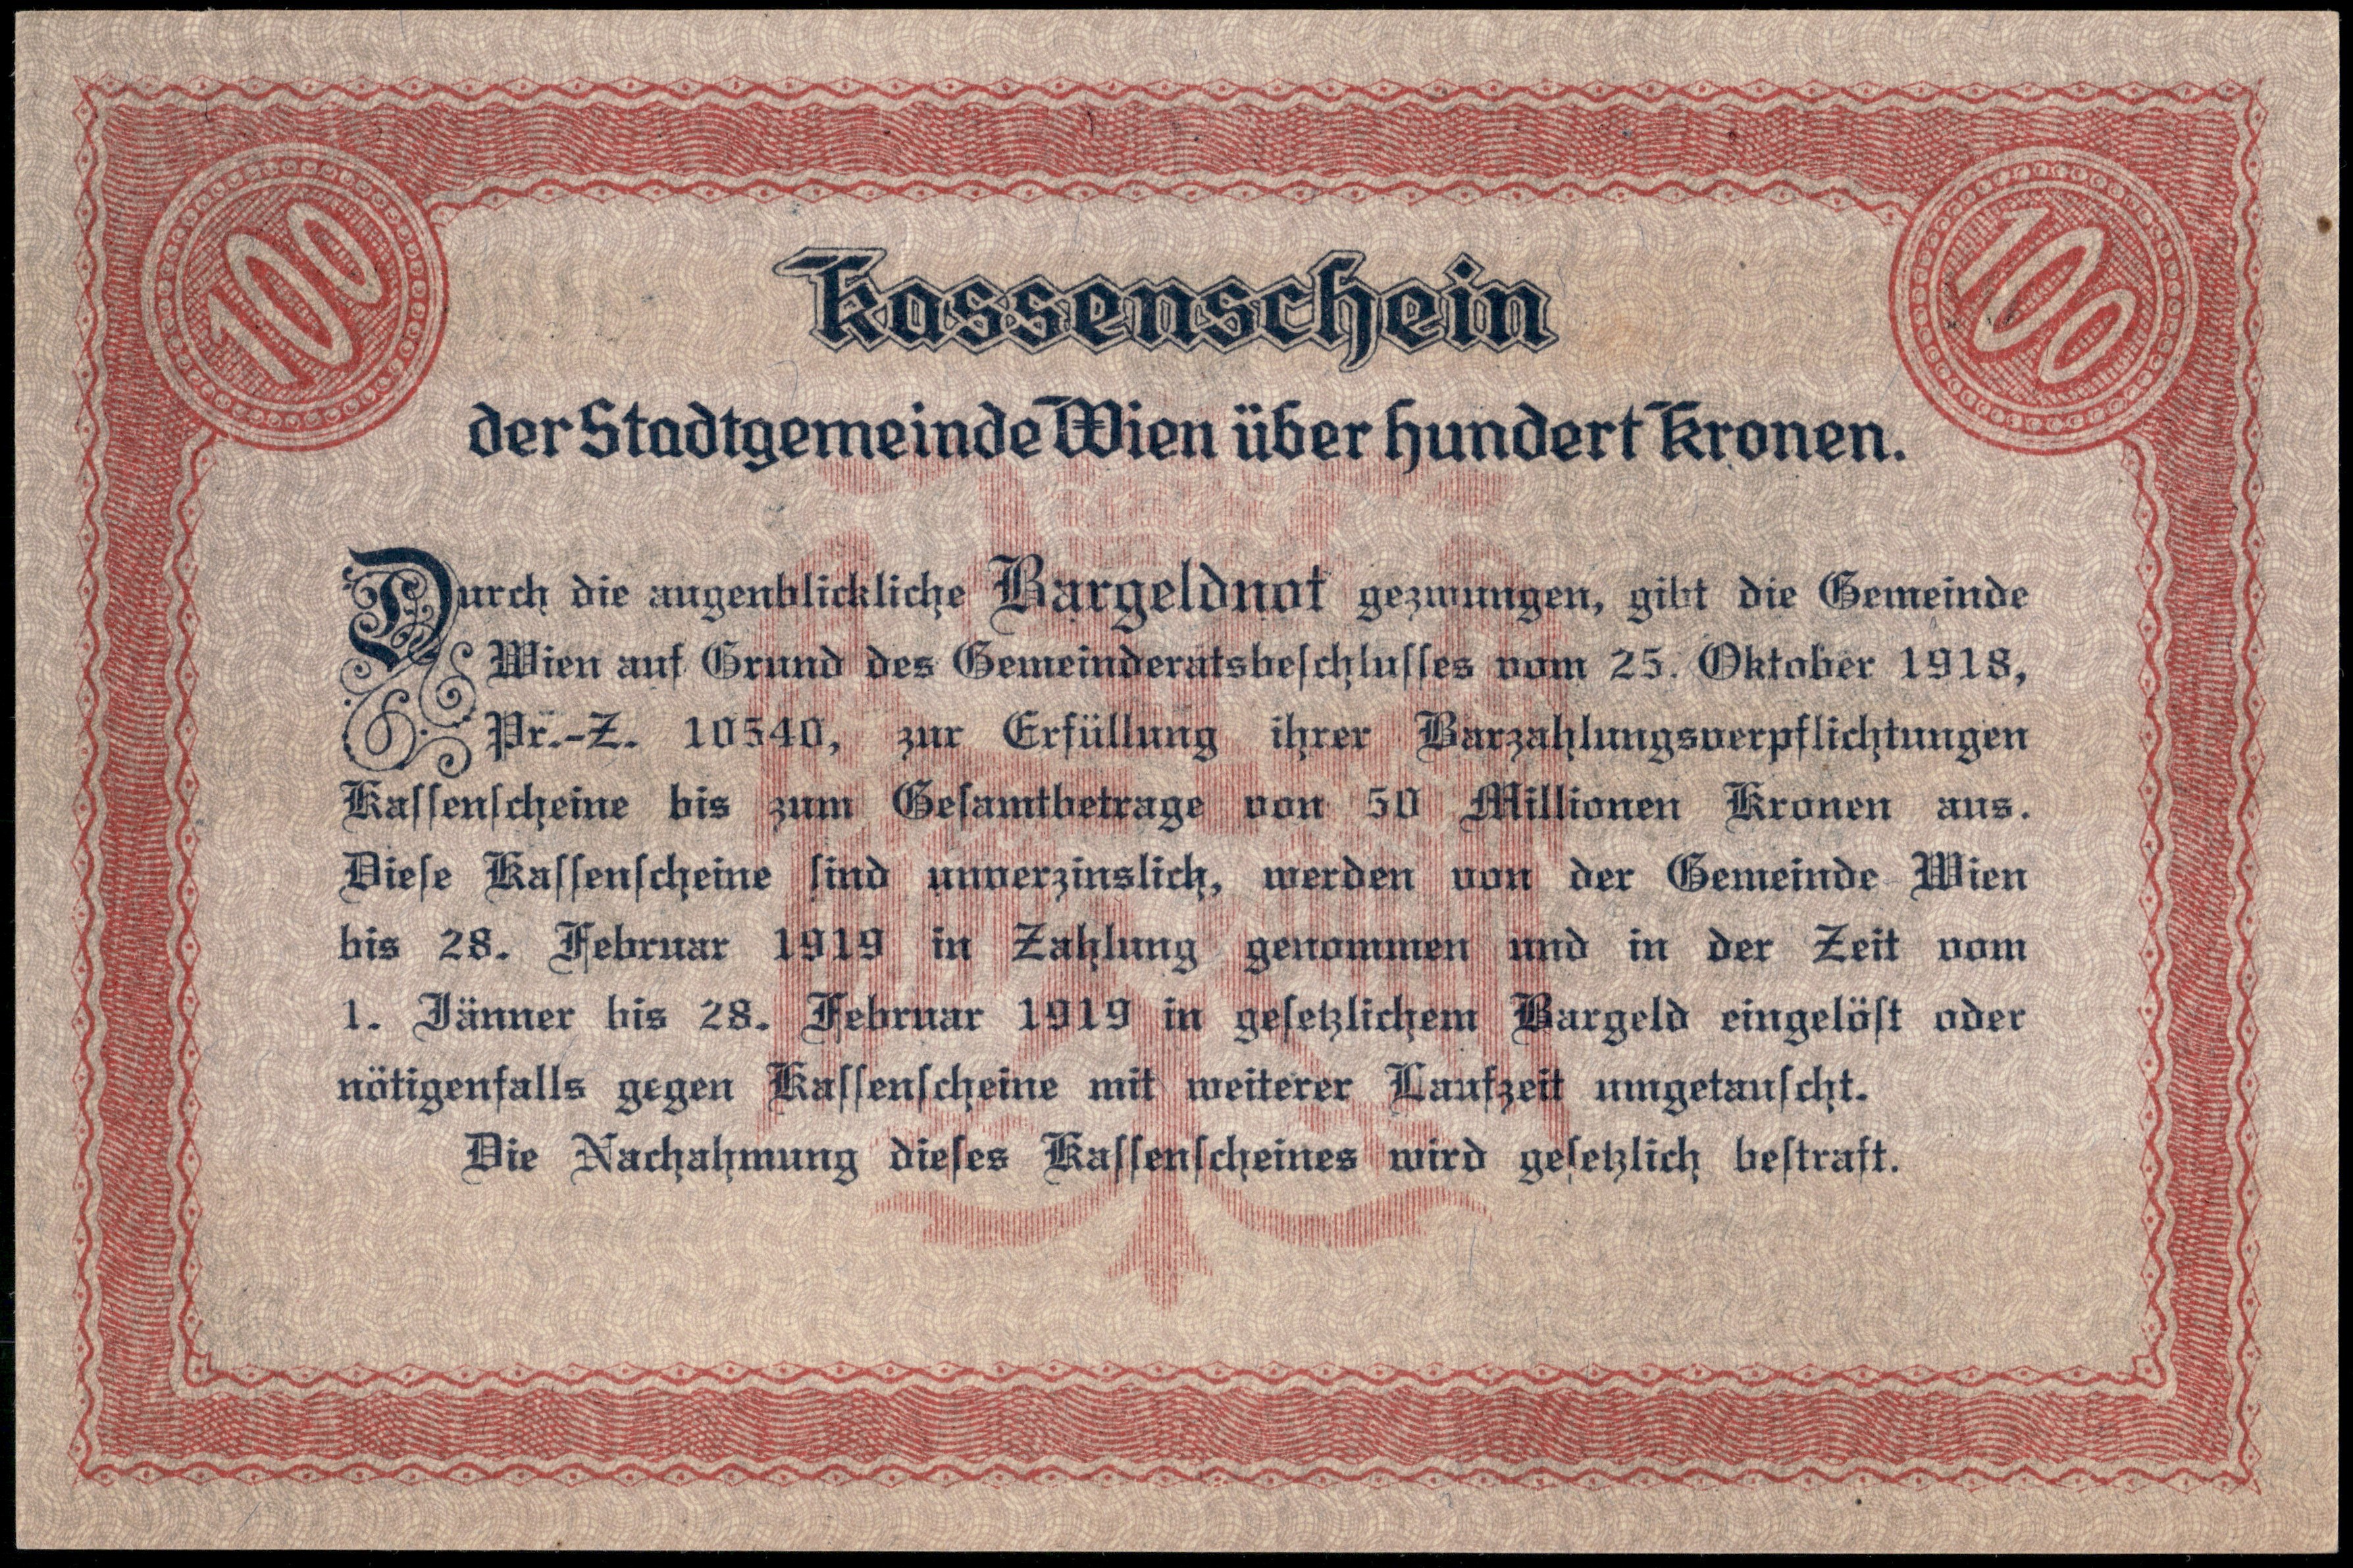 100
100
Kassenschein
der Stadtgemeinde Wien über hundert Kronen.
Durch die augenblickliche Bargeldnot gezwungen, gibt die Gemeinde
Wien auf Grund des Gemeinderatsbeſchluſſes vom 25. Oktober 1918,
Pr.-Z. 10540, zur Erfüllung ihrer Barzahlungsverpflichtungen
Kaſſenſcheine bis zum Geſamtbetrage von 50 Millionen Kronen aus.
Dieſe Kaſſenſcheine ſind unverzinslich, werden von der Gemeinde Wien
bis 28. Februar 1919 in Zahlung genommen und in der Zeit vom
1. Jänner bis 28. Februar 1919 in geſetzlichem Bargeld eingelöſt oder
nötigenfalls gegen Kaſſenſcheine mit weiterer Laufzeit umgetauſcht.
Die Nachahmung dieſes Kaſſenſcheines wird geſetzlich beſtraft.